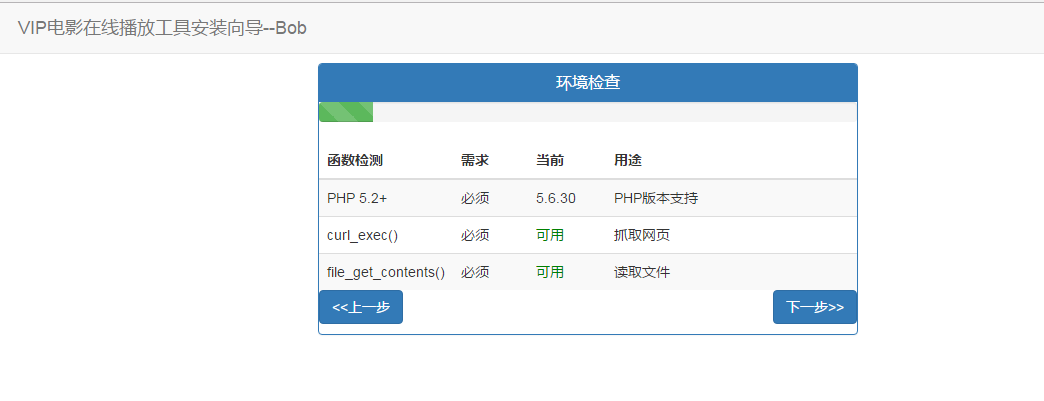 VIP电影在线播放工具安装向导--Bob
环境检查
函数检测 需求 当前 用途
PHP 5.2+ 必须 5.6.30 PHP版本支持
curl_exec() 必须 可用 抓取网页
file_get_contents() 必须 可用 读取文件
<<上一步 下一步>>